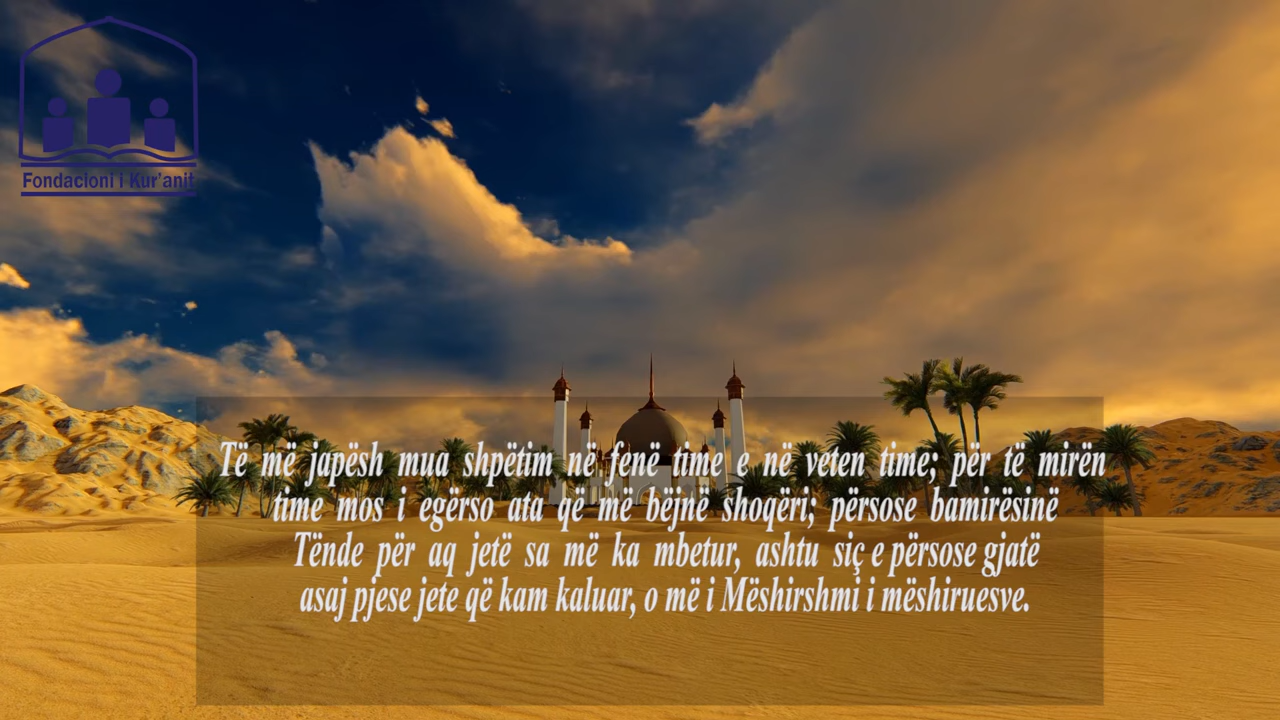 Fondacioni i Kur'anit
Të më japësh mua shpëtim në fenë time e në veten time; për të mirën
time mos i egërso ata që më bëjnë shoqëri; përsose bamirësinë
Tënde për aq jetë sa më ka mbetur, ashtu siç e përsose gjatë
asaj pjese jete që kam kaluar, o më i Mëshirshmi i mëshiruesve.